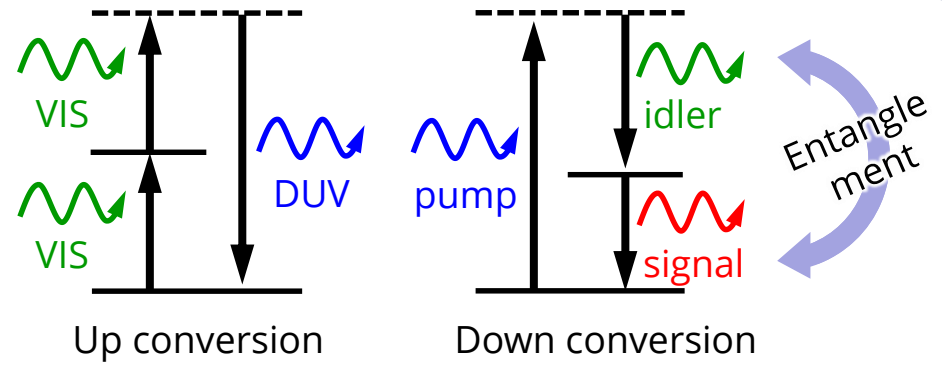 VIS
VIS
DUV
Up conversion
pump
idler
signal
Entangle
ment
Down conversion